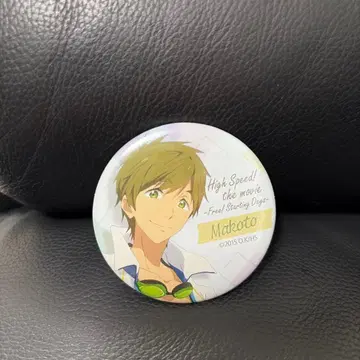 High Speed!
the movie
-Free! Starting Days-
Makoto